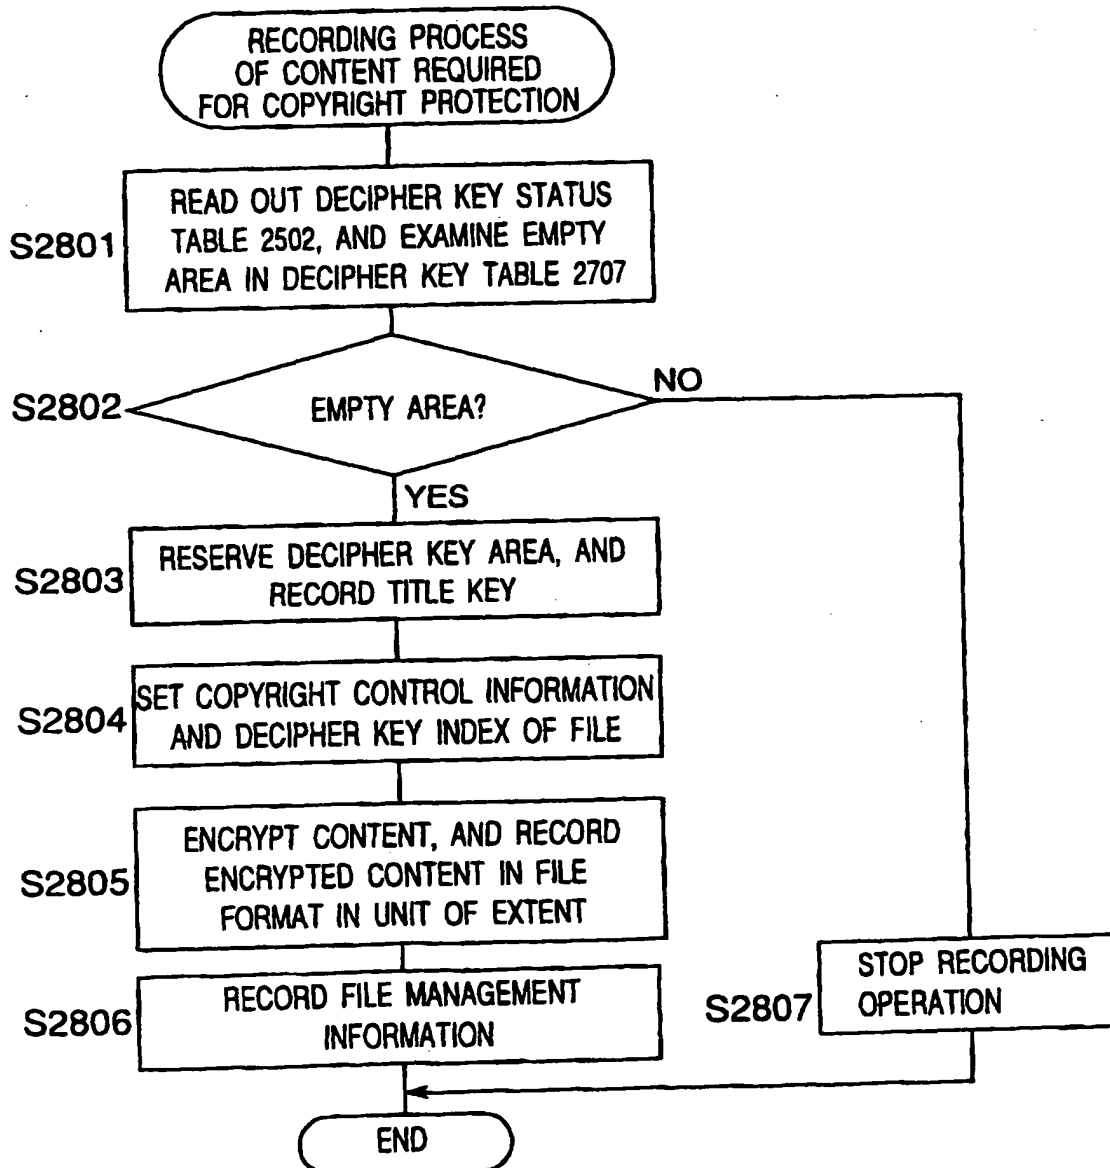 RECORDING PROCESS
OF CONTENT REQUIRED
FOR COPYRIGHT PROTECTION
S2801
READ OUT DECIPHER KEY STATUS
TABLE 2502, AND EXAMINE EMPTY
AREA IN DECIPHER KEY TABLE 2707
S2802
EMPTY AREA?
NO
YES
S2803
RESERVE DECIPHER KEY AREA, AND
RECORD TITLE KEY
S2804
SET COPYRIGHT CONTROL INFORMATION
AND DECIPHER KEY INDEX OF FILE
S2805
ENCRYPT CONTENT, AND RECORD
ENCRYPTED CONTENT IN FILE
FORMAT IN UNIT OF EXTENT
S2806
RECORD FILE MANAGEMENT
INFORMATION
S2807
STOP RECORDING
OPERATION
END